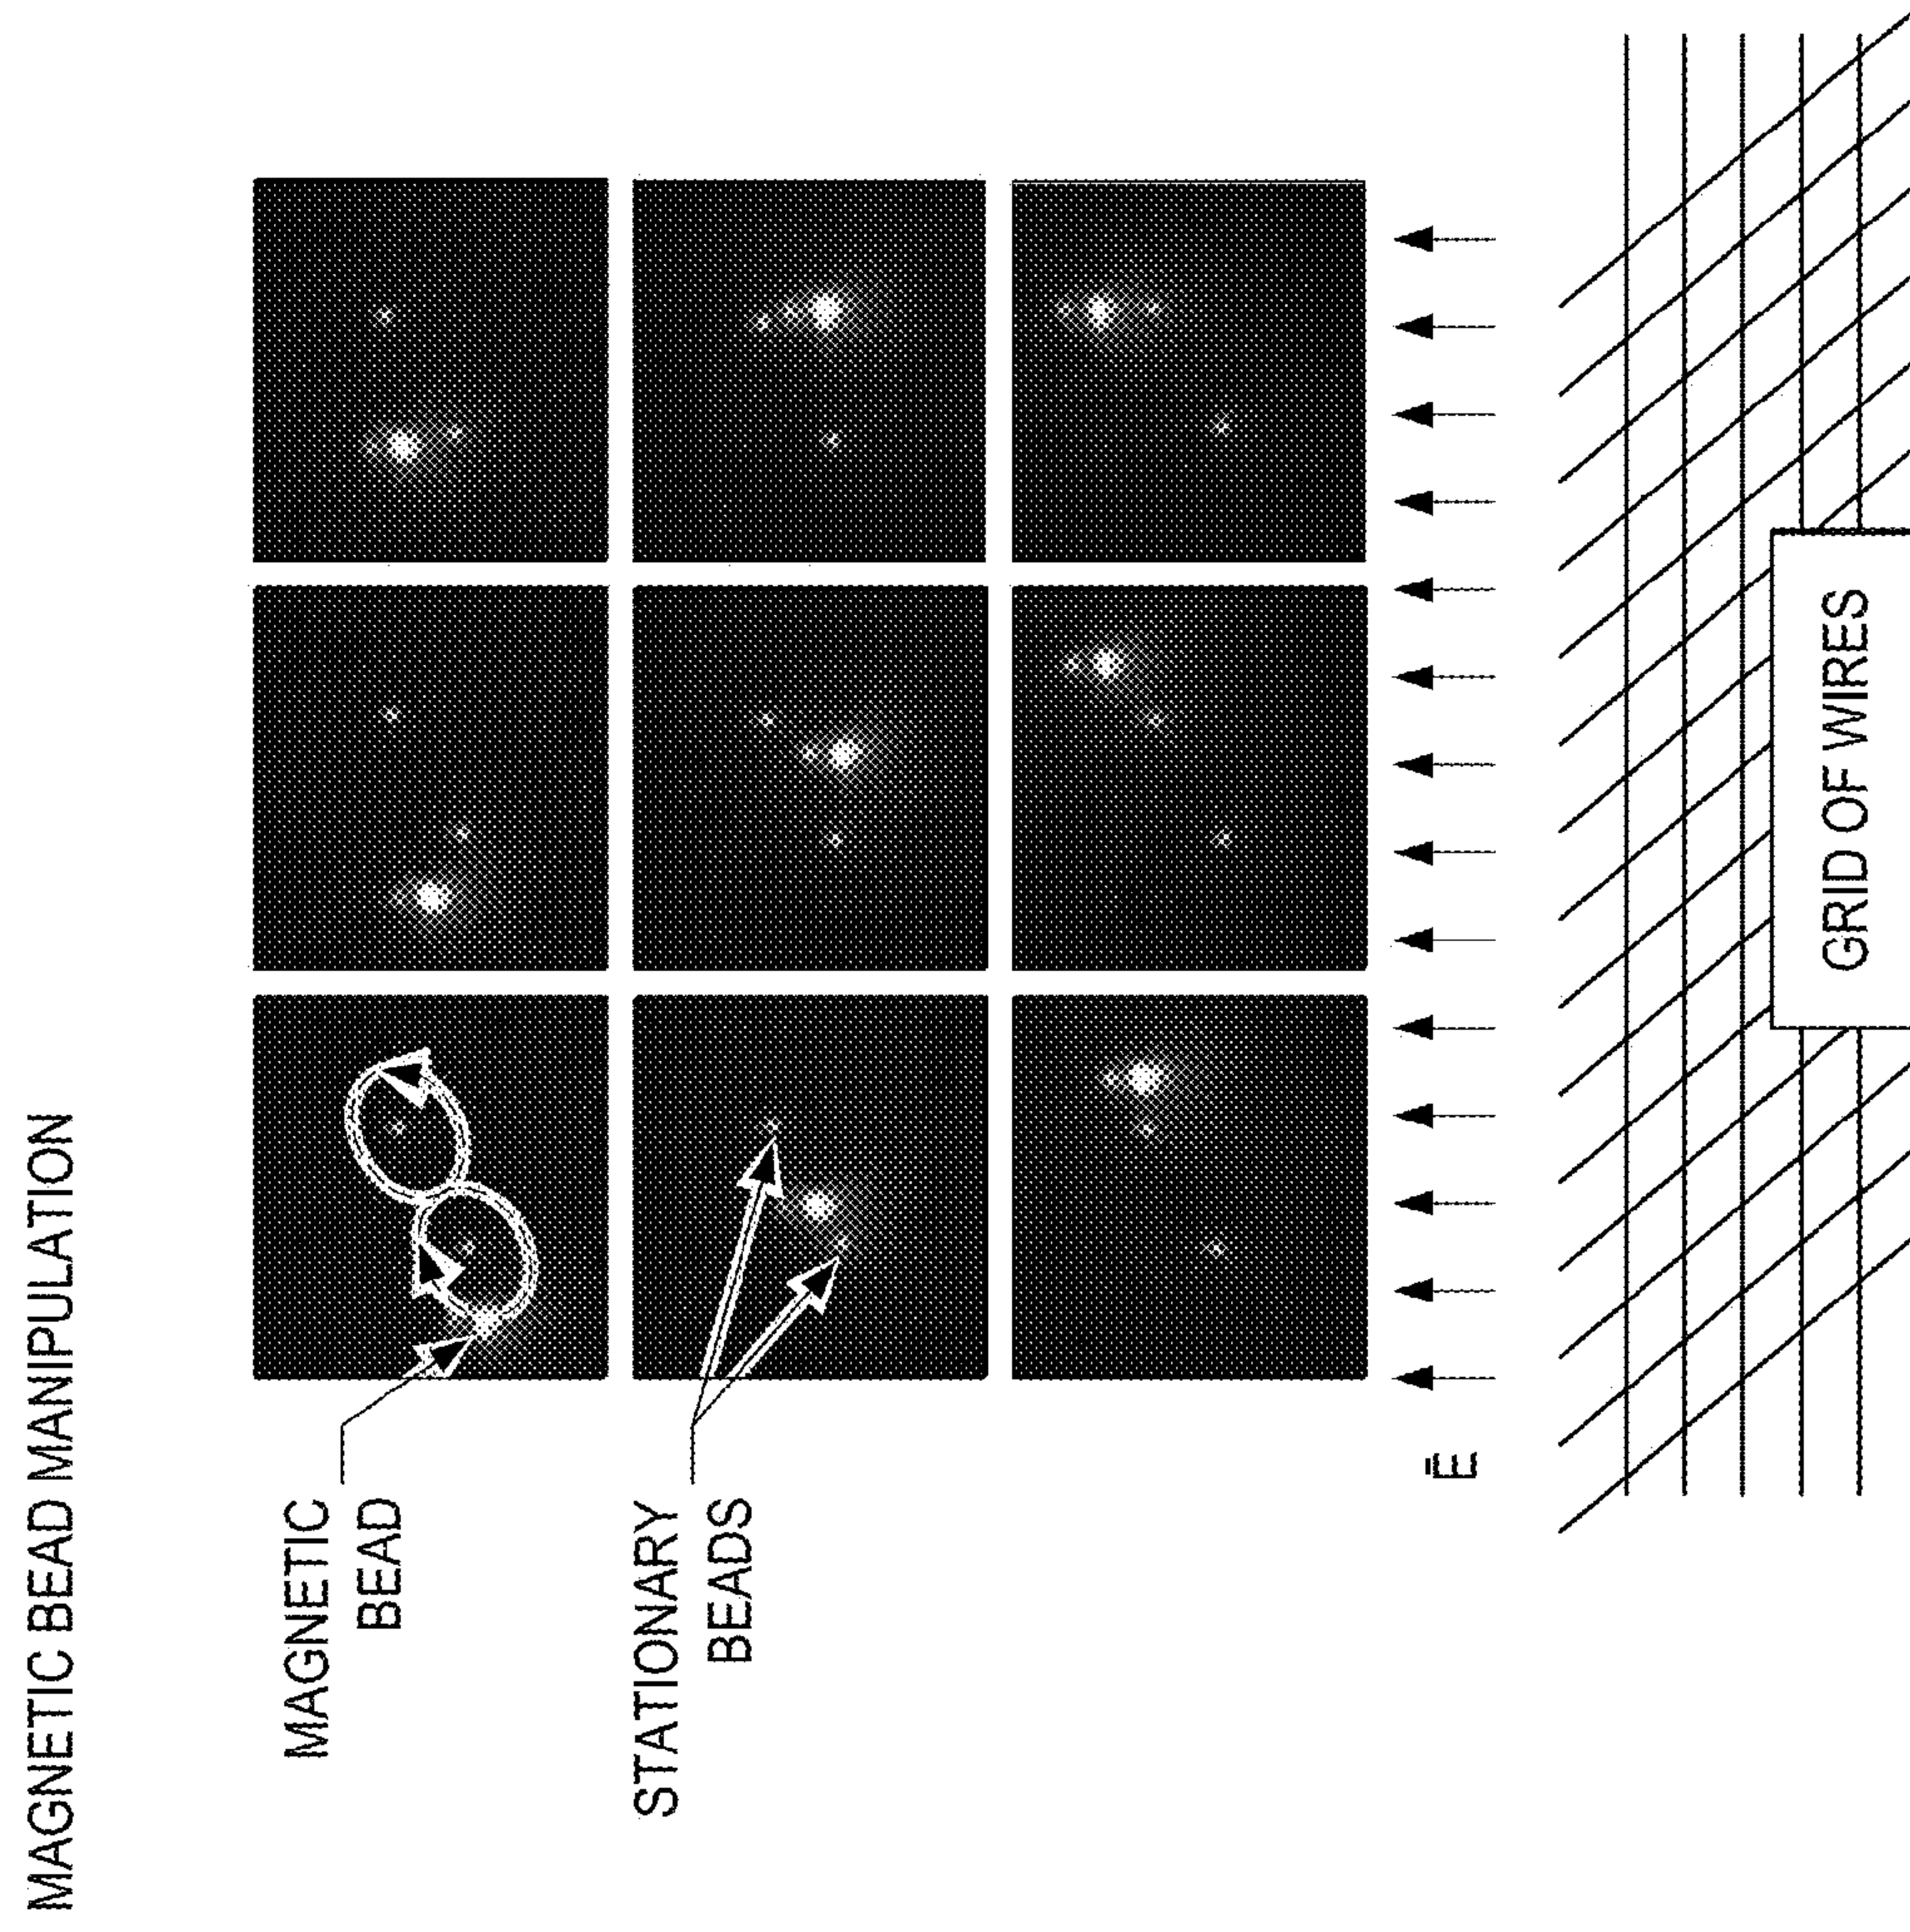 MAGNETIC BEAD MANIPULATION
MAGNETIC
BEAD
STATIONARY
BEADS
Ē
GRID OF WIRES